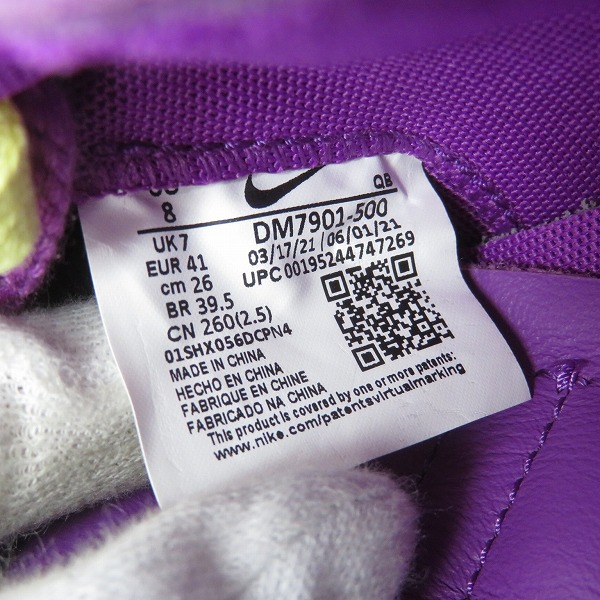 8
QB
UK 7
EUR 41
cm 26
BR 39.5
CN 260(2.5)
DM7901-500
03/17/21 / 06/01/21
UPC 00195244747269
01SHX056DCPN4
MADE IN CHINA
HECHO EN CHINA
FABRIQUE EN CHINE
FABRICADO NA CHINA
This product is covered by one or more patents:
www.nike.com/patentsvirtualmarking